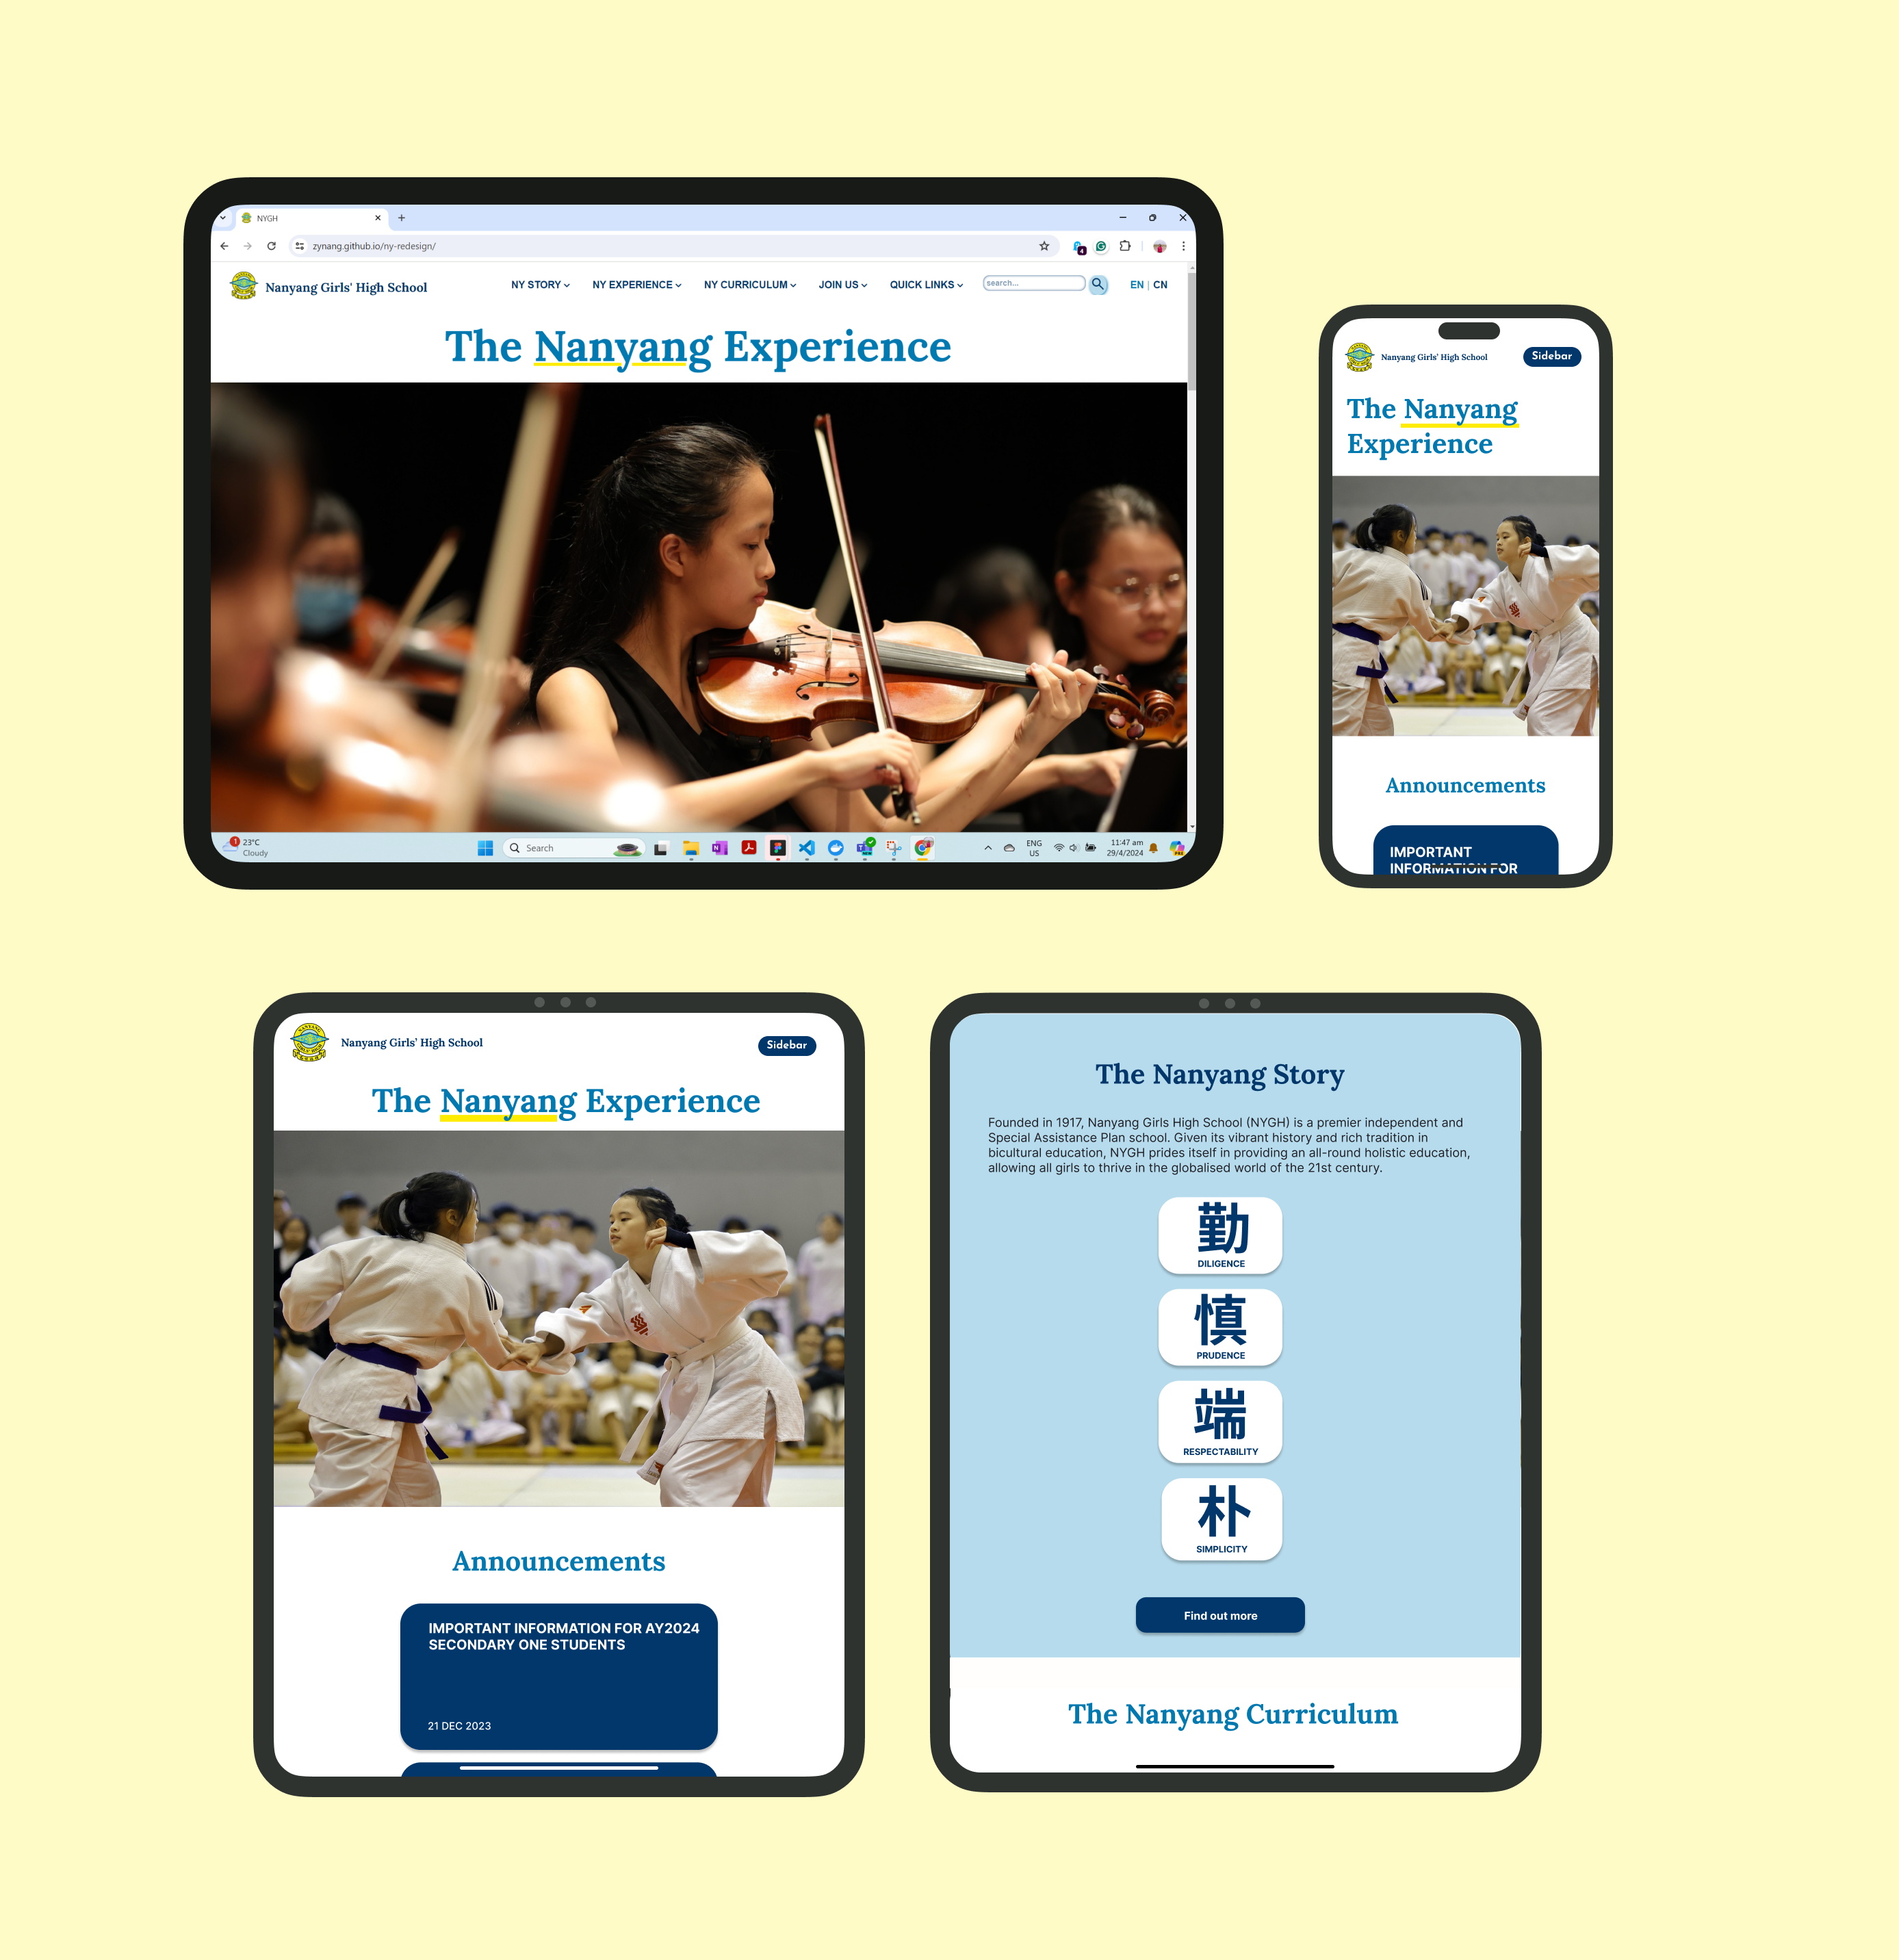 NYGH
zynang.github.io/ny-redesign/
4
Nanyang Girls' High School
NY STORY
NY EXPERIENCE
NY CURRICULUM
JOIN US
QUICK LINKS
search...
EN | CN
The Nanyang Experience
1
23°C
Cloudy
Search
ENG
US
11:47 am
29/4/2024
Nanyang Girls' High School
Sidebar
The Nanyang
Experience
Announcements
IMPORTANT
INFORMATION FOR
NANYANG
Nanyang Girls' High School
Sidebar
The Nanyang Experience
Announcements
IMPORTANT INFORMATION FOR AY2024
SECONDARY ONE STUDENTS
21 DEC 2023
The Nanyang Story
Founded in 1917, Nanyang Girls High School (NYGH) is a premier independent and
Special Assistance Plan school. Given its vibrant history and rich tradition in
bicultural education, NYGH prides itself in providing an all-round holistic education,
allowing all girls to thrive in the globalised world of the 21st century.
勤
DILIGENCE
慎
PRUDENCE
端
RESPECTABILITY
朴
SIMPLICITY
Find out more
The Nanyang Curriculum